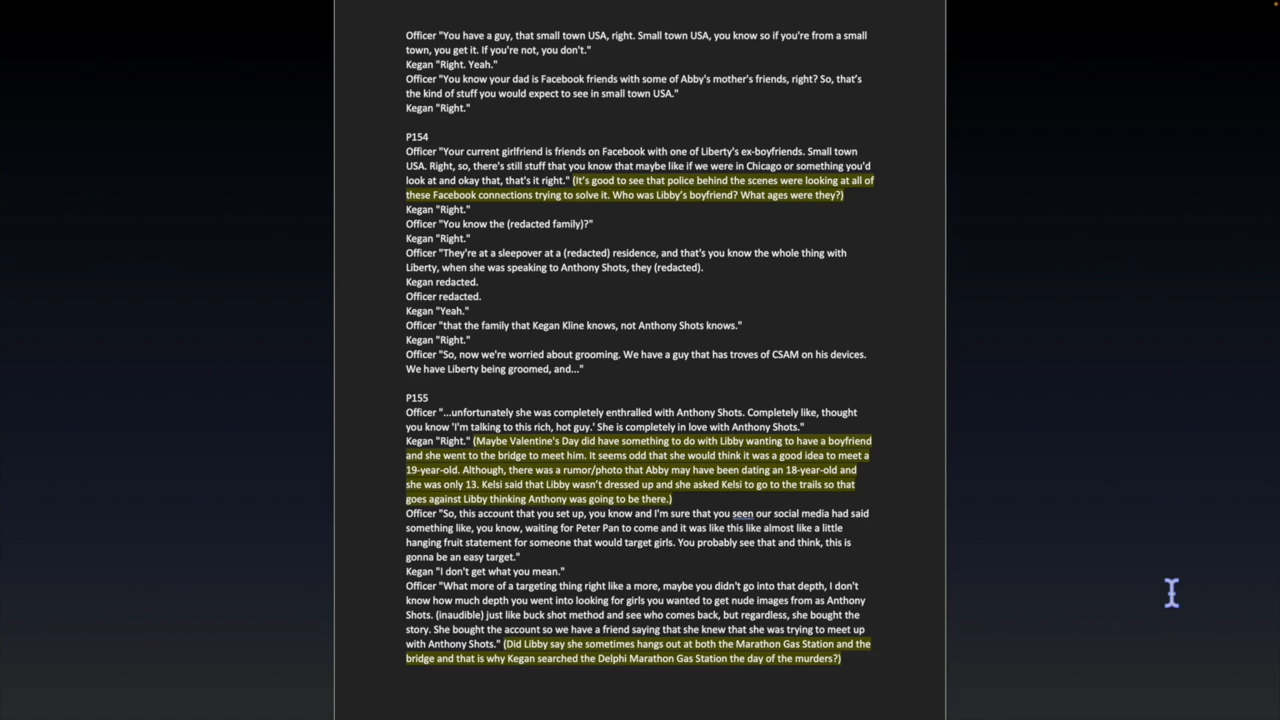 Officer "You have a guy, that small town USA, right. Small town USA, you know so if you're from a small
town, you get it. If you're not, you don't."
Kegan "Right. Yeah."
Officer "You know your dad is Facebook friends with some of Abby's mother's friends, right? So, that's
the kind of stuff you would expect to see in small town USA."
Kegan "Right."
P154
Officer "Your current girlfriend is friends on Facebook with one of Liberty's ex-boyfriends. Small town
USA. Right, so, there's still stuff that you know that maybe like if we were in Chicago or something you'd
look at and okay that, that's it right." (It's good to see that police behind the scenes were looking at all of
these Facebook connections trying to solve it. Who was Libby's boyfriend? What ages were they?)
Kegan "Right."
Officer "You know the (redacted family)?"
Kegan "Right."
Officer "They're at a sleepover at a (redacted) residence, and that's you know the whole thing with
Liberty, when she was speaking to Anthony Shots, they (redacted).
Kegan redacted.
Officer redacted.
Kegan "Yeah."
Officer "that the family that Kegan Kline knows, not Anthony Shots knows."
Kegan "Right."
Officer "So, now we're worried about grooming. We have a guy that has troves of CSAM on his devices.
We have Liberty being groomed, and..."
P155
Officer "...unfortunately she was completely enthralled with Anthony Shots. Completely like, thought
you know 'I'm talking to this rich, hot guy.' She is completely in love with Anthony Shots."
Kegan "Right." (Maybe Valentine's Day did have something to do with Libby wanting to have a boyfriend
and she went to the bridge to meet him. It seems odd that she would think it was a good idea to meet a
19-year-old. Although, there was a rumor/photo that Abby may have been dating an 18-year-old and
she was only 13. Kelsi said that Libby wasn't dressed up and she asked Kelsi to go to the trails so that
goes against Libby thinking Anthony was going to be there.)
Officer "So, this account that you set up, you know and I'm sure that you seen our social media had said
something like, you know, waiting for Peter Pan to come and it was like this like almost like a little
hanging fruit statement for someone that would target girls. You probably see that and think, this is
gonna be an easy target."
Kegan "I don't get what you mean."
Officer "What more of a targeting thing right like a more, maybe you didn't go into that depth, I don't
know how much depth you went into looking for girls you wanted to get nude images from as Anthony
Shots. (inaudible) just like buck shot method and see who comes back, but regardless, she bought the
story. She bought the account so we have a friend saying that she knew that she was trying to meet up
with Anthony Shots." (Did Libby say she sometimes hangs out at both the Marathon Gas Station and the
bridge and that is why Kegan searched the Delphi Marathon Gas Station the day of the murders?)